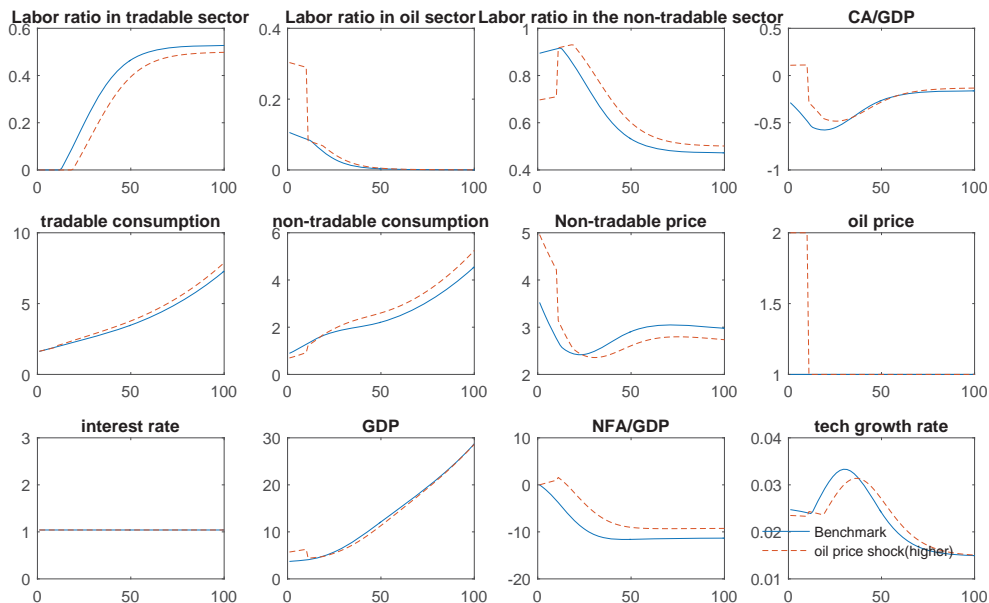 Labor ratio in tradable sector
Labor ratio in oil sector
Labor ratio in the non-tradable sector
CA/GDP
0.6
0.4
0.2
0
0 50 100
0.4
0.2
0
0 50 100
1
0.8
0.6
0.4
0 50 100
0.5
0
-0.5
-1
0 50 100
tradable consumption
non-tradable consumption
Non-tradable price
oil price
10
5
0
0 50 100
6
4
2
0
0 50 100
5
4
3
2
0 50 100
2
1.5
1
0 50 100
interest rate
GDP
NFA/GDP
tech growth rate
3
2
1
0
0 50 100
30
20
10
0
0 50 100
10
0
-10
-20
0 50 100
0.04
0.03
0.02
0.01
0 50 100
Benchmark
oil price shock(higher)